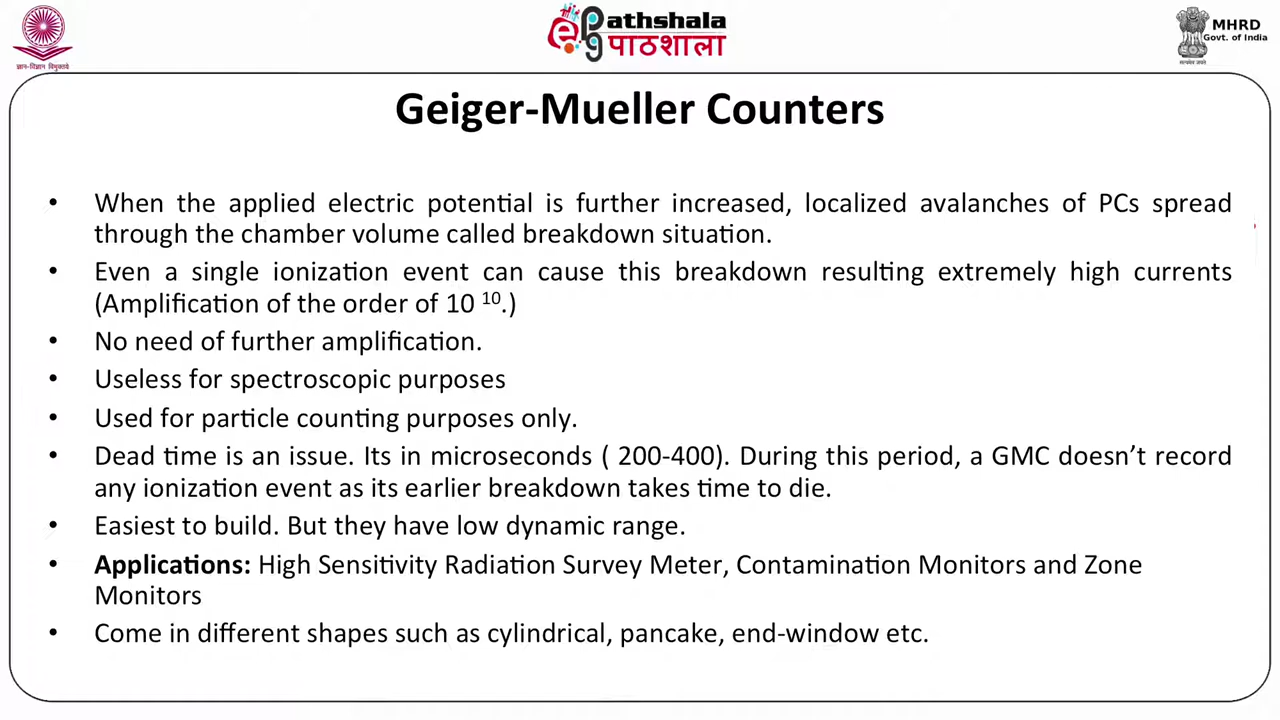 ज्ञान-विज्ञान विमुक्तये
ePG Pathshala
पाठशाला
MHRD
Govt. of India
सत्यमेव जयते
Geiger-Mueller Counters
• When the applied electric potential is further increased, localized avalanches of PCs spread
through the chamber volume called breakdown situation.
• Even a single ionization event can cause this breakdown resulting extremely high currents
(Amplification of the order of 10 ¹⁰.)
• No need of further amplification.
• Useless for spectroscopic purposes
• Used for particle counting purposes only.
• Dead time is an issue. Its in microseconds ( 200-400). During this period, a GMC doesn’t record
any ionization event as its earlier breakdown takes time to die.
• Easiest to build. But they have low dynamic range.
• Applications: High Sensitivity Radiation Survey Meter, Contamination Monitors and Zone
Monitors
• Come in different shapes such as cylindrical, pancake, end-window etc.